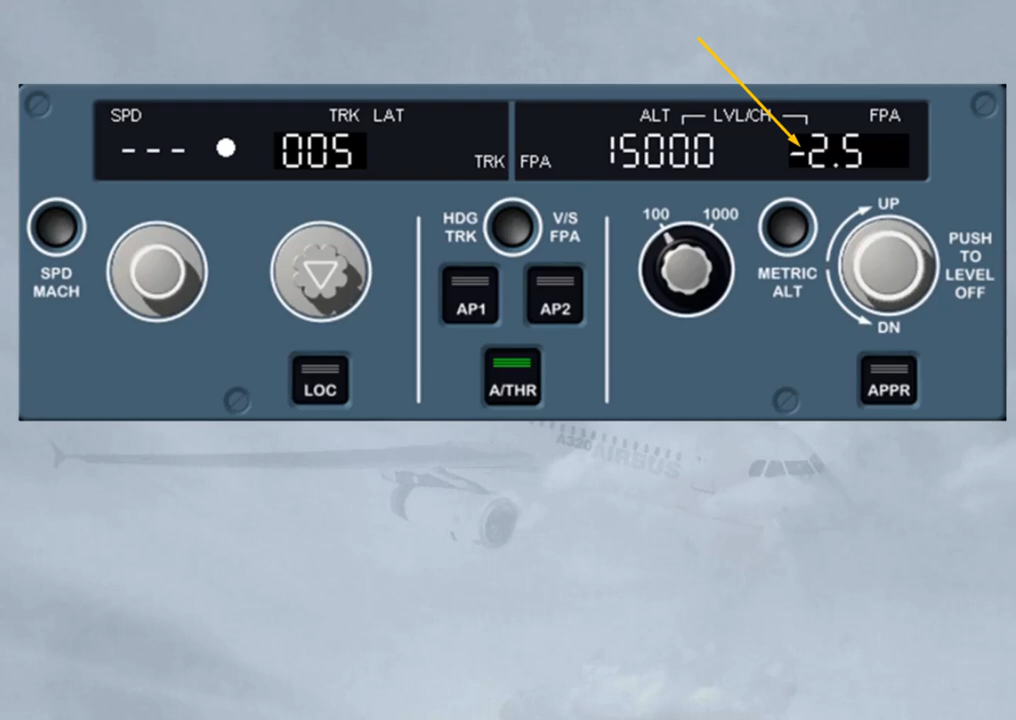 SPD TRK LAT ALT LVL/CH FPA
--- 005 15000 -2.5
TRK FPA
HDG
TRK
V/S
FPA
100 1000
UP
SPD
MACH
METRIC
ALT
PUSH
TO
LEVEL
OFF
AP1 AP2
DN
LOC A/THR APPR
A320 AIRBUS